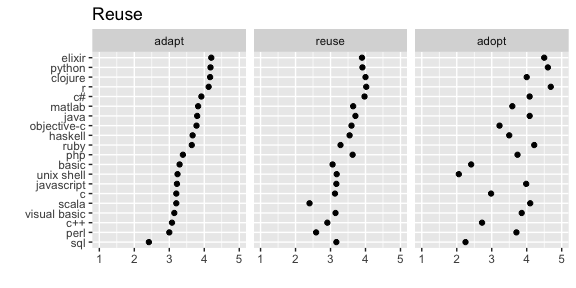 Reuse
adapt reuse adopt
elixir
python
clojure
r
c#
matlab
java
objective-c
haskell
ruby
php
basic
unix shell
javascript
c
scala
visual basic
c++
perl
sql
1 2 3 4 5 1 2 3 4 5 1 2 3 4 5